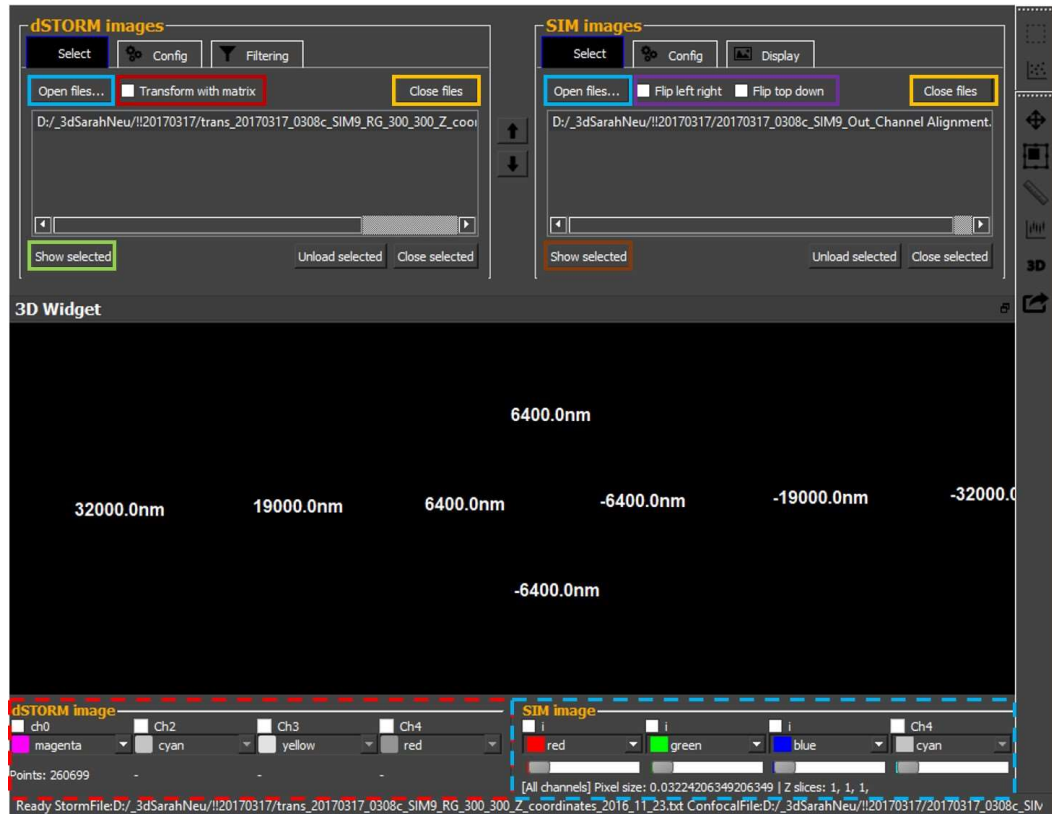 dSTORM images
Select Config Filtering
Open files... Transform with matrix Close files
D:/_3dSarahNeu/!!20170317/trans_20170317_0308c_SIM9_RG_300_300_Z_coor
Show selected Unload selected Close selected
SIM images
Select Config Display
Open files... Flip left right Flip top down Close files
D:/_3dSarahNeu/!!20170317/20170317_0308c_SIM9_Out_Channel Alignment.
Show selected Unload selected Close selected
3D
3D Widget
6400.0nm
32000.0nm 19000.0nm 6400.0nm -6400.0nm -19000.0nm -32000.0
-6400.0nm
dSTORM image
ch0 Ch2 Ch3 Ch4
magenta cyan yellow red
Points: 260699 - - -
SIM image
i i i Ch4
red green blue cyan
[All channels] Pixel size: 0.03224206349206349 | Z slices: 1, 1, 1,
Ready StormFile:D:/_3dSarahNeu/!!20170317/trans_20170317_0308c_SIM9_RG_300_300_Z_coordinates_2016_11_23.txt ConfocalFile:D:/_3dSarahNeu/!!20170317/20170317_0308c_SIM